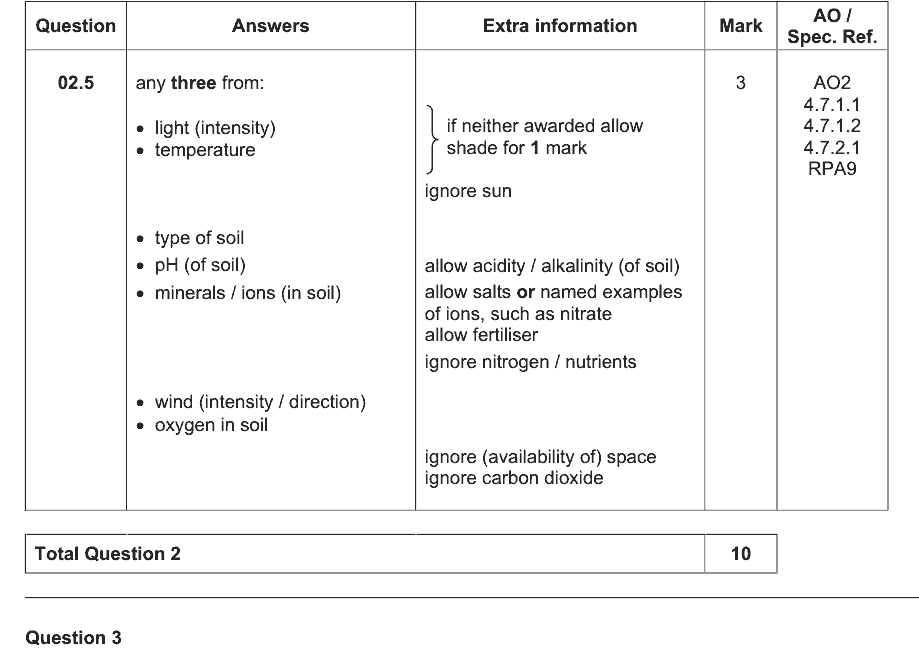 Question Answers Extra information Mark AO /
Spec. Ref.
02.5 any three from: 3 AO2
4.7.1.1
• light (intensity) if neither awarded allow 4.7.1.2
• temperature shade for 1 mark 4.7.2.1
RPA9
ignore sun
• type of soil
• pH (of soil) allow acidity / alkalinity (of soil)
• minerals / ions (in soil) allow salts or named examples
of ions, such as nitrate
allow fertiliser
ignore nitrogen / nutrients
• wind (intensity / direction)
• oxygen in soil
ignore (availability of) space
ignore carbon dioxide
Total Question 2 10
Question 3